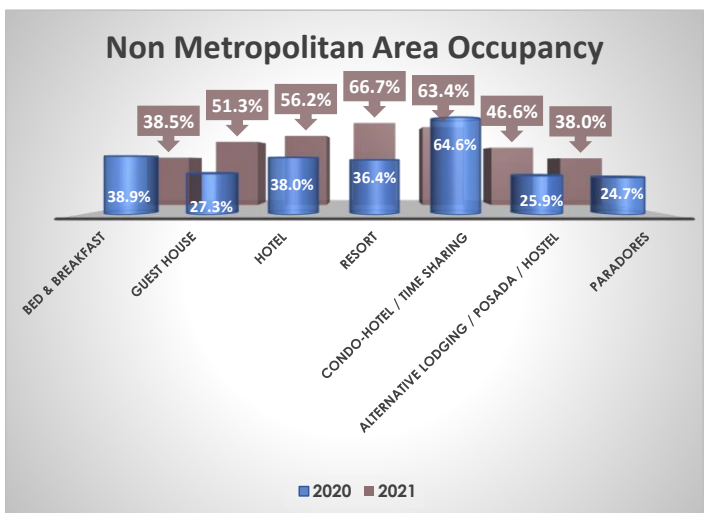 Non Metropolitan Area Occupancy
38.5%
51.3%
56.2%
66.7%
63.4%
46.6%
38.0%
38.9%
27.3%
38.0%
36.4%
64.6%
25.9%
24.7%
BED & BREAKFAST
GUEST HOUSE
HOTEL
RESORT
CONDO-HOTEL / TIME SHARING
ALTERNATIVE LODGING / POSADA / HOSTEL
PARADORES
2020 2021